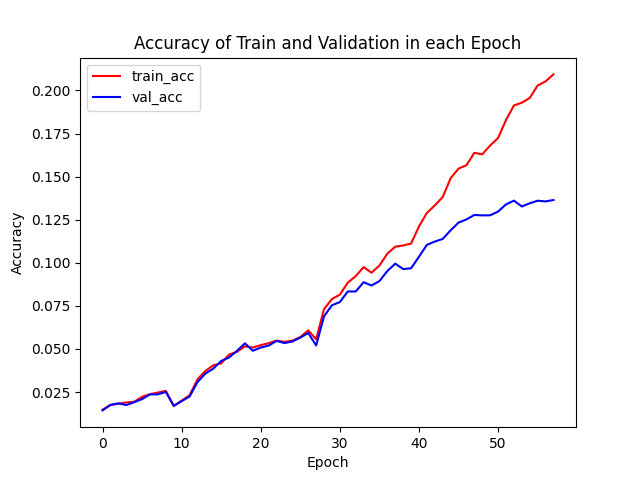 Accuracy of Train and Validation in each Epoch
train_acc
val_acc
0.200
0.175
0.150
0.125
0.100
0.075
0.050
0.025
Accuracy
0 10 20 30 40 50
Epoch